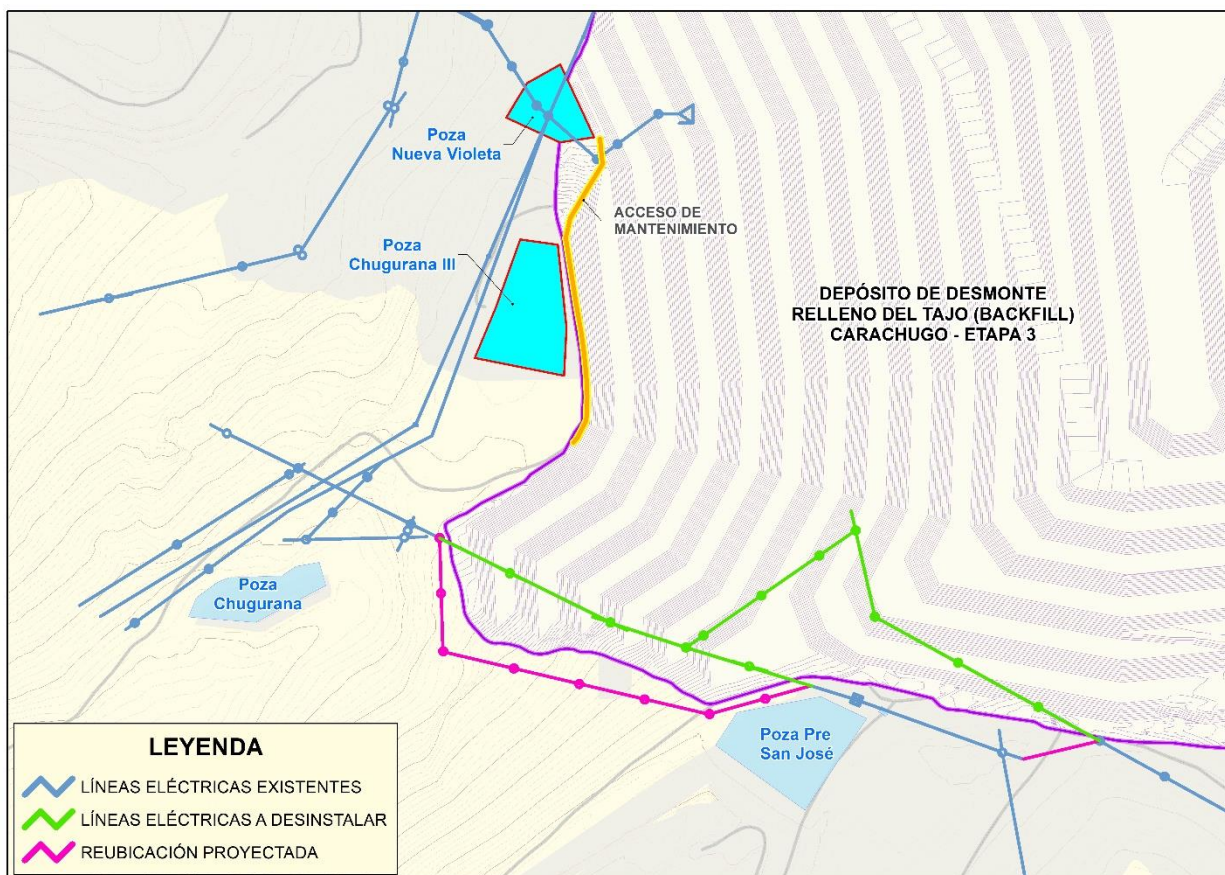 Poza
Nueva Violeta
ACCESO DE
MANTENIMIENTO
Poza
Chugurana III
DEPÓSITO DE DESMONTE
RELLENO DEL TAJO (BACKFILL)
CARACHUGO - ETAPA 3
Poza
Chugurana
Poza Pre
San José
LEYENDA
LÍNEAS ELÉCTRICAS EXISTENTES
LÍNEAS ELÉCTRICAS A DESINSTALAR
REUBICACIÓN PROYECTADA